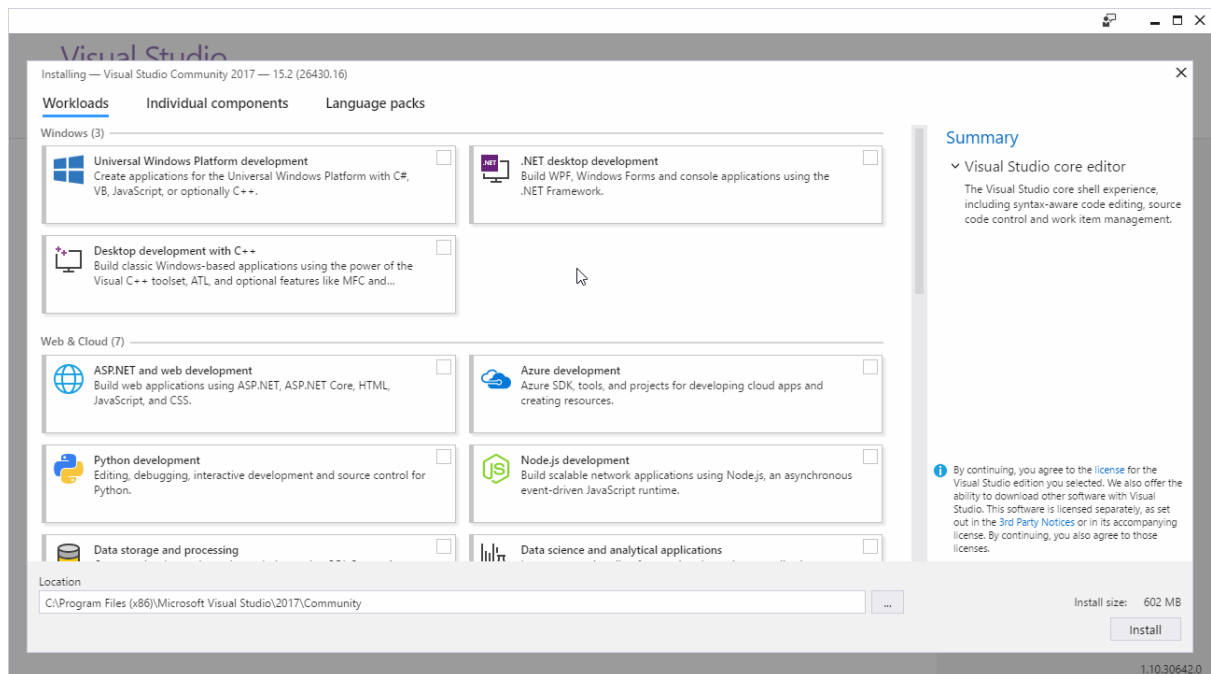 Visual Studio
Installing — Visual Studio Community 2017 — 15.2 (26430.16)
Workloads Individual components Language packs
Windows (3)
Universal Windows Platform development
Create applications for the Universal Windows Platform with C#,
VB, JavaScript, or optionally C++.
.NET
.NET desktop development
Build WPF, Windows Forms and console applications using the
.NET Framework.
Desktop development with C++
Build classic Windows-based applications using the power of the
Visual C++ toolset, ATL, and optional features like MFC and...
Web & Cloud (7)
ASP.NET and web development
Build web applications using ASP.NET, ASP.NET Core, HTML,
JavaScript, and CSS.
Azure development
Azure SDK, tools, and projects for developing cloud apps and
creating resources.
Python development
Editing, debugging, interactive development and source control for
Python.
JS
Node.js development
Build scalable network applications using Node.js, an asynchronous
event-driven JavaScript runtime.
Data storage and processing
Data science and analytical applications
Summary
Visual Studio core editor
The Visual Studio core shell experience,
including syntax-aware code editing, source
code control and work item management.
By continuing, you agree to the license for the
Visual Studio edition you selected. We also offer the
ability to download other software with Visual
Studio. This software is licensed separately, as set
out in the 3rd Party Notices or in its accompanying
license. By continuing, you also agree to those
licenses.
Location
C:\Program Files (x86)\Microsoft Visual Studio\2017\Community
...
Install size: 602 MB
Install
1.10.30642.0